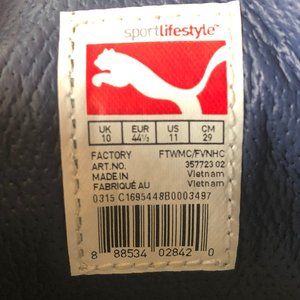 sportlifestyle™
UK EUR US CM
10 44½ 11 29
FACTORY FTWMC/FVNHC
ART.NO. 357723 02
MADE IN Vietnam
FABRIQUÉ AU Vietnam
0315 C1695448B0003497
8 88534 02842 0